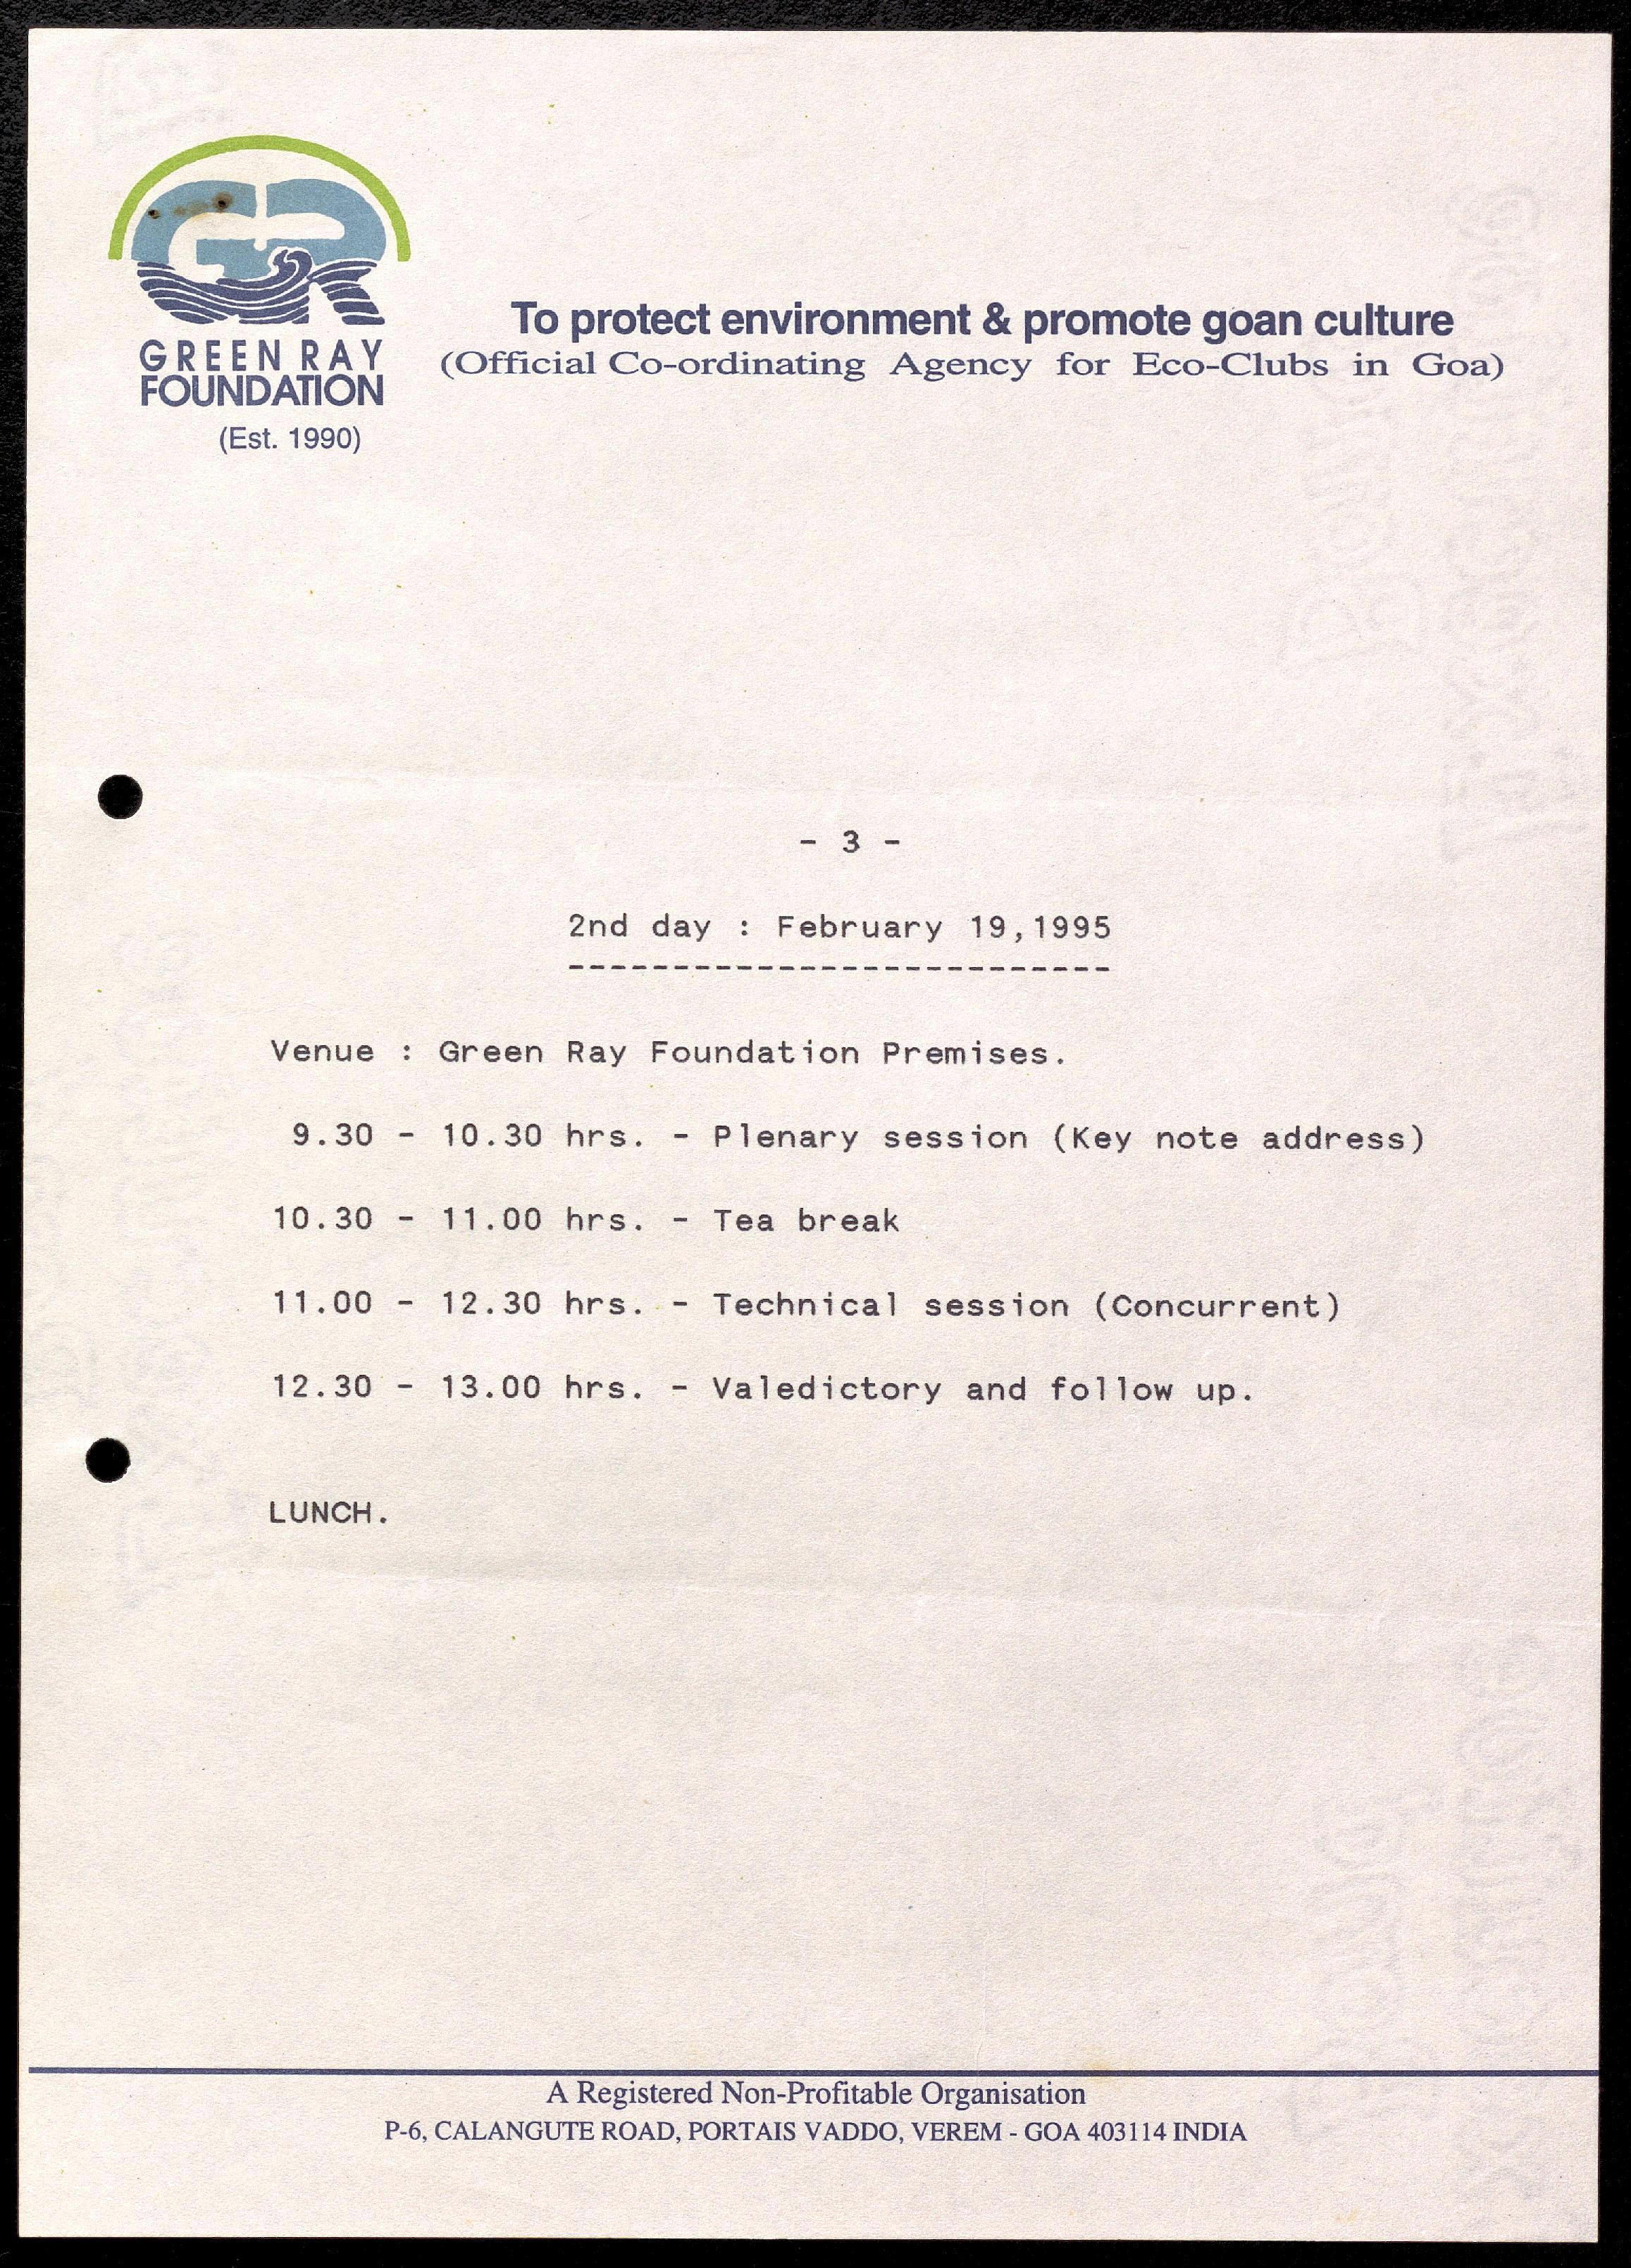 GR
GREEN RAY
FOUNDATION
(Est. 1990)
To protect environment & promote goan culture
(Official Co-ordinating Agency for Eco-Clubs in Goa)
- 3 -
2nd day : February 19,1995
--------------------------
Venue : Green Ray Foundation Premises.
9.30 - 10.30 hrs. - Plenary session (Key note address)
10.30 - 11.00 hrs. - Tea break
11.00 - 12.30 hrs. - Technical session (Concurrent)
12.30 - 13.00 hrs. - Valedictory and follow up.
LUNCH.
A Registered Non-Profitable Organisation
P-6, CALANGUTE ROAD, PORTAIS VADDO, VEREM - GOA 403114 INDIA